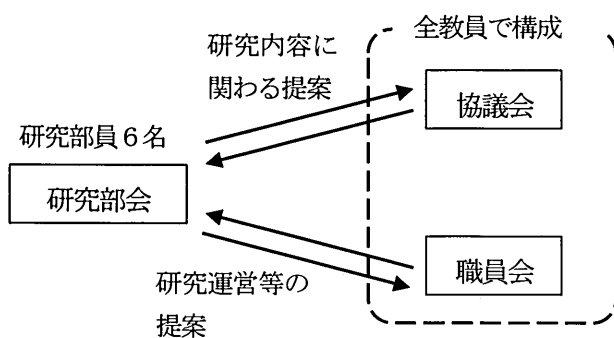 研究内容に
関わる提案
全教員で構成
協議会
研究部員6名
研究部会
職員会
研究運営等の
提案